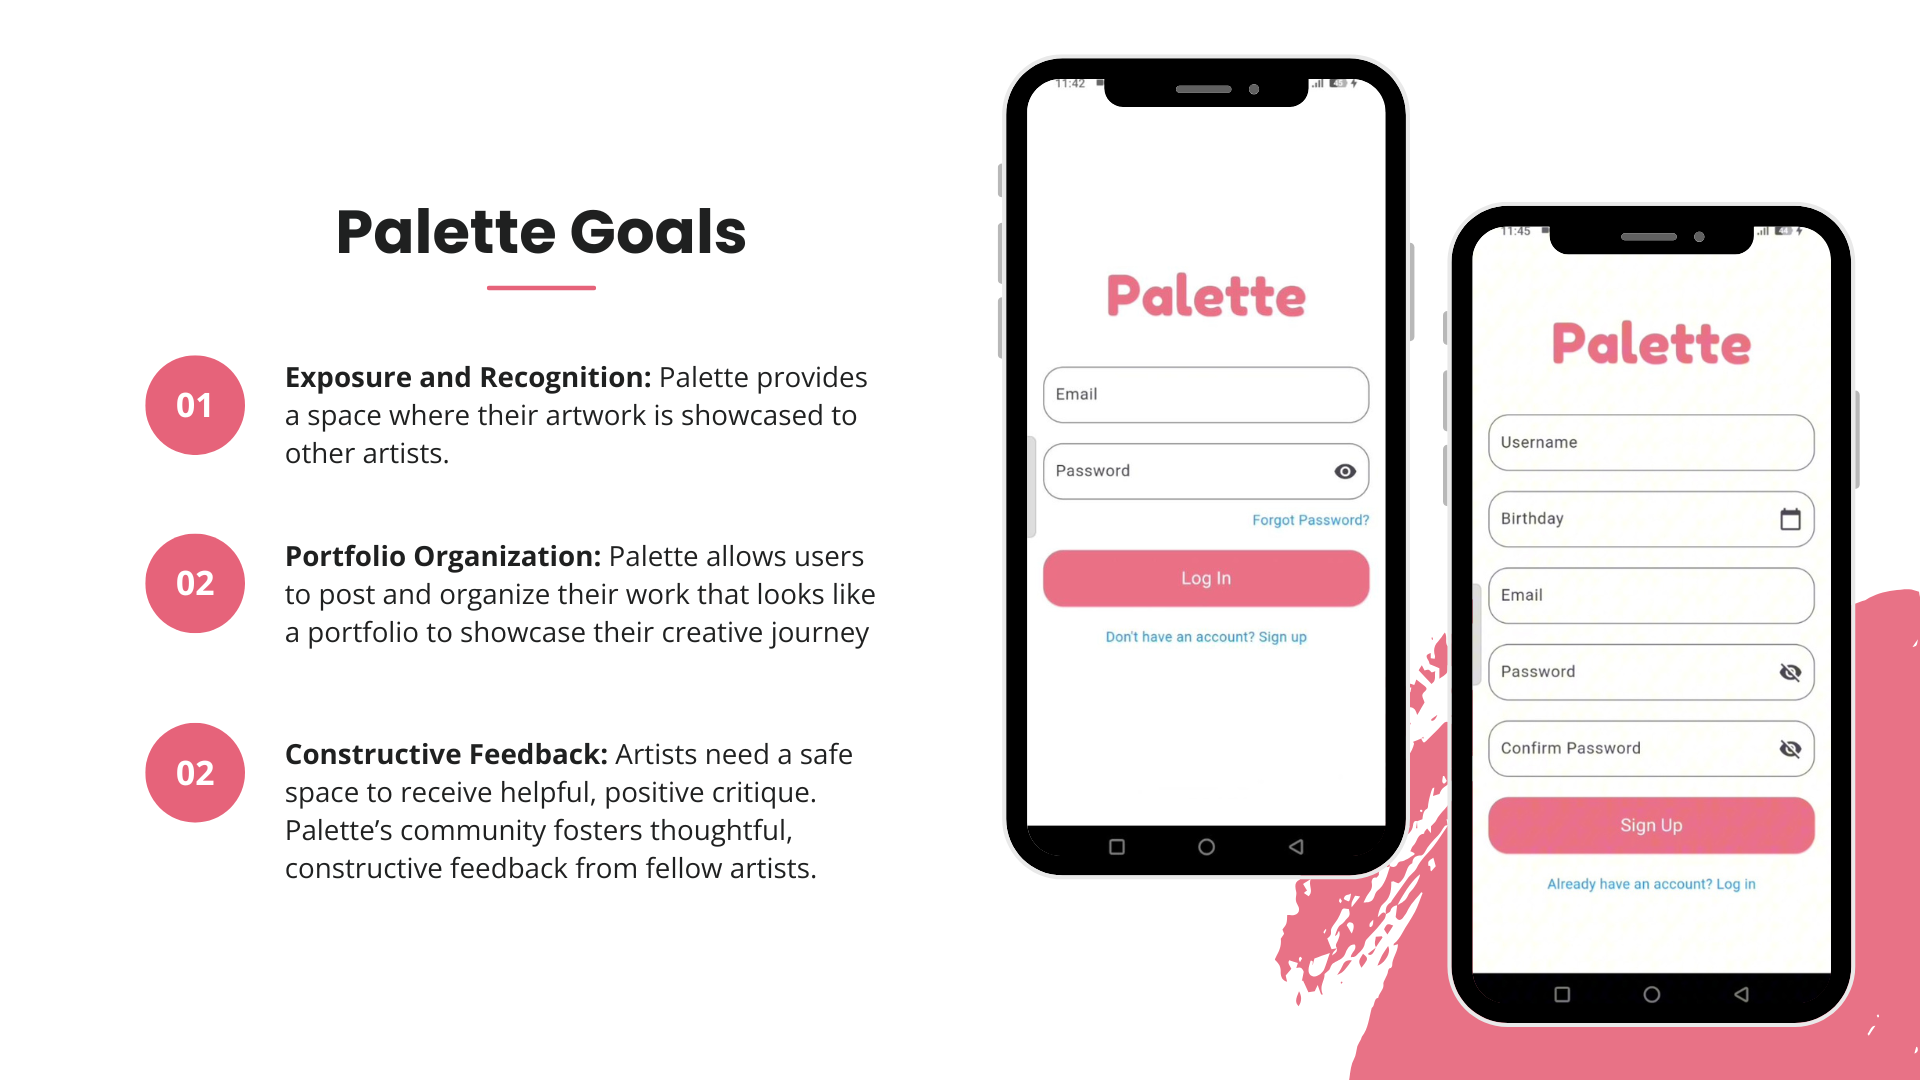 Palette Goals
01
Exposure and Recognition: Palette provides
a space where their artwork is showcased to
other artists.
02
Portfolio Organization: Palette allows users
to post and organize their work that looks like
a portfolio to showcase their creative journey
02
Constructive Feedback: Artists need a safe
space to receive helpful, positive critique.
Palette’s community fosters thoughtful,
constructive feedback from fellow artists.
11:42
Palette
Email
Password
Forgot Password?
Log In
Don't have an account? Sign up
11:45
Palette
Username
Birthday
Email
Password
Confirm Password
Sign Up
Already have an account? Log in